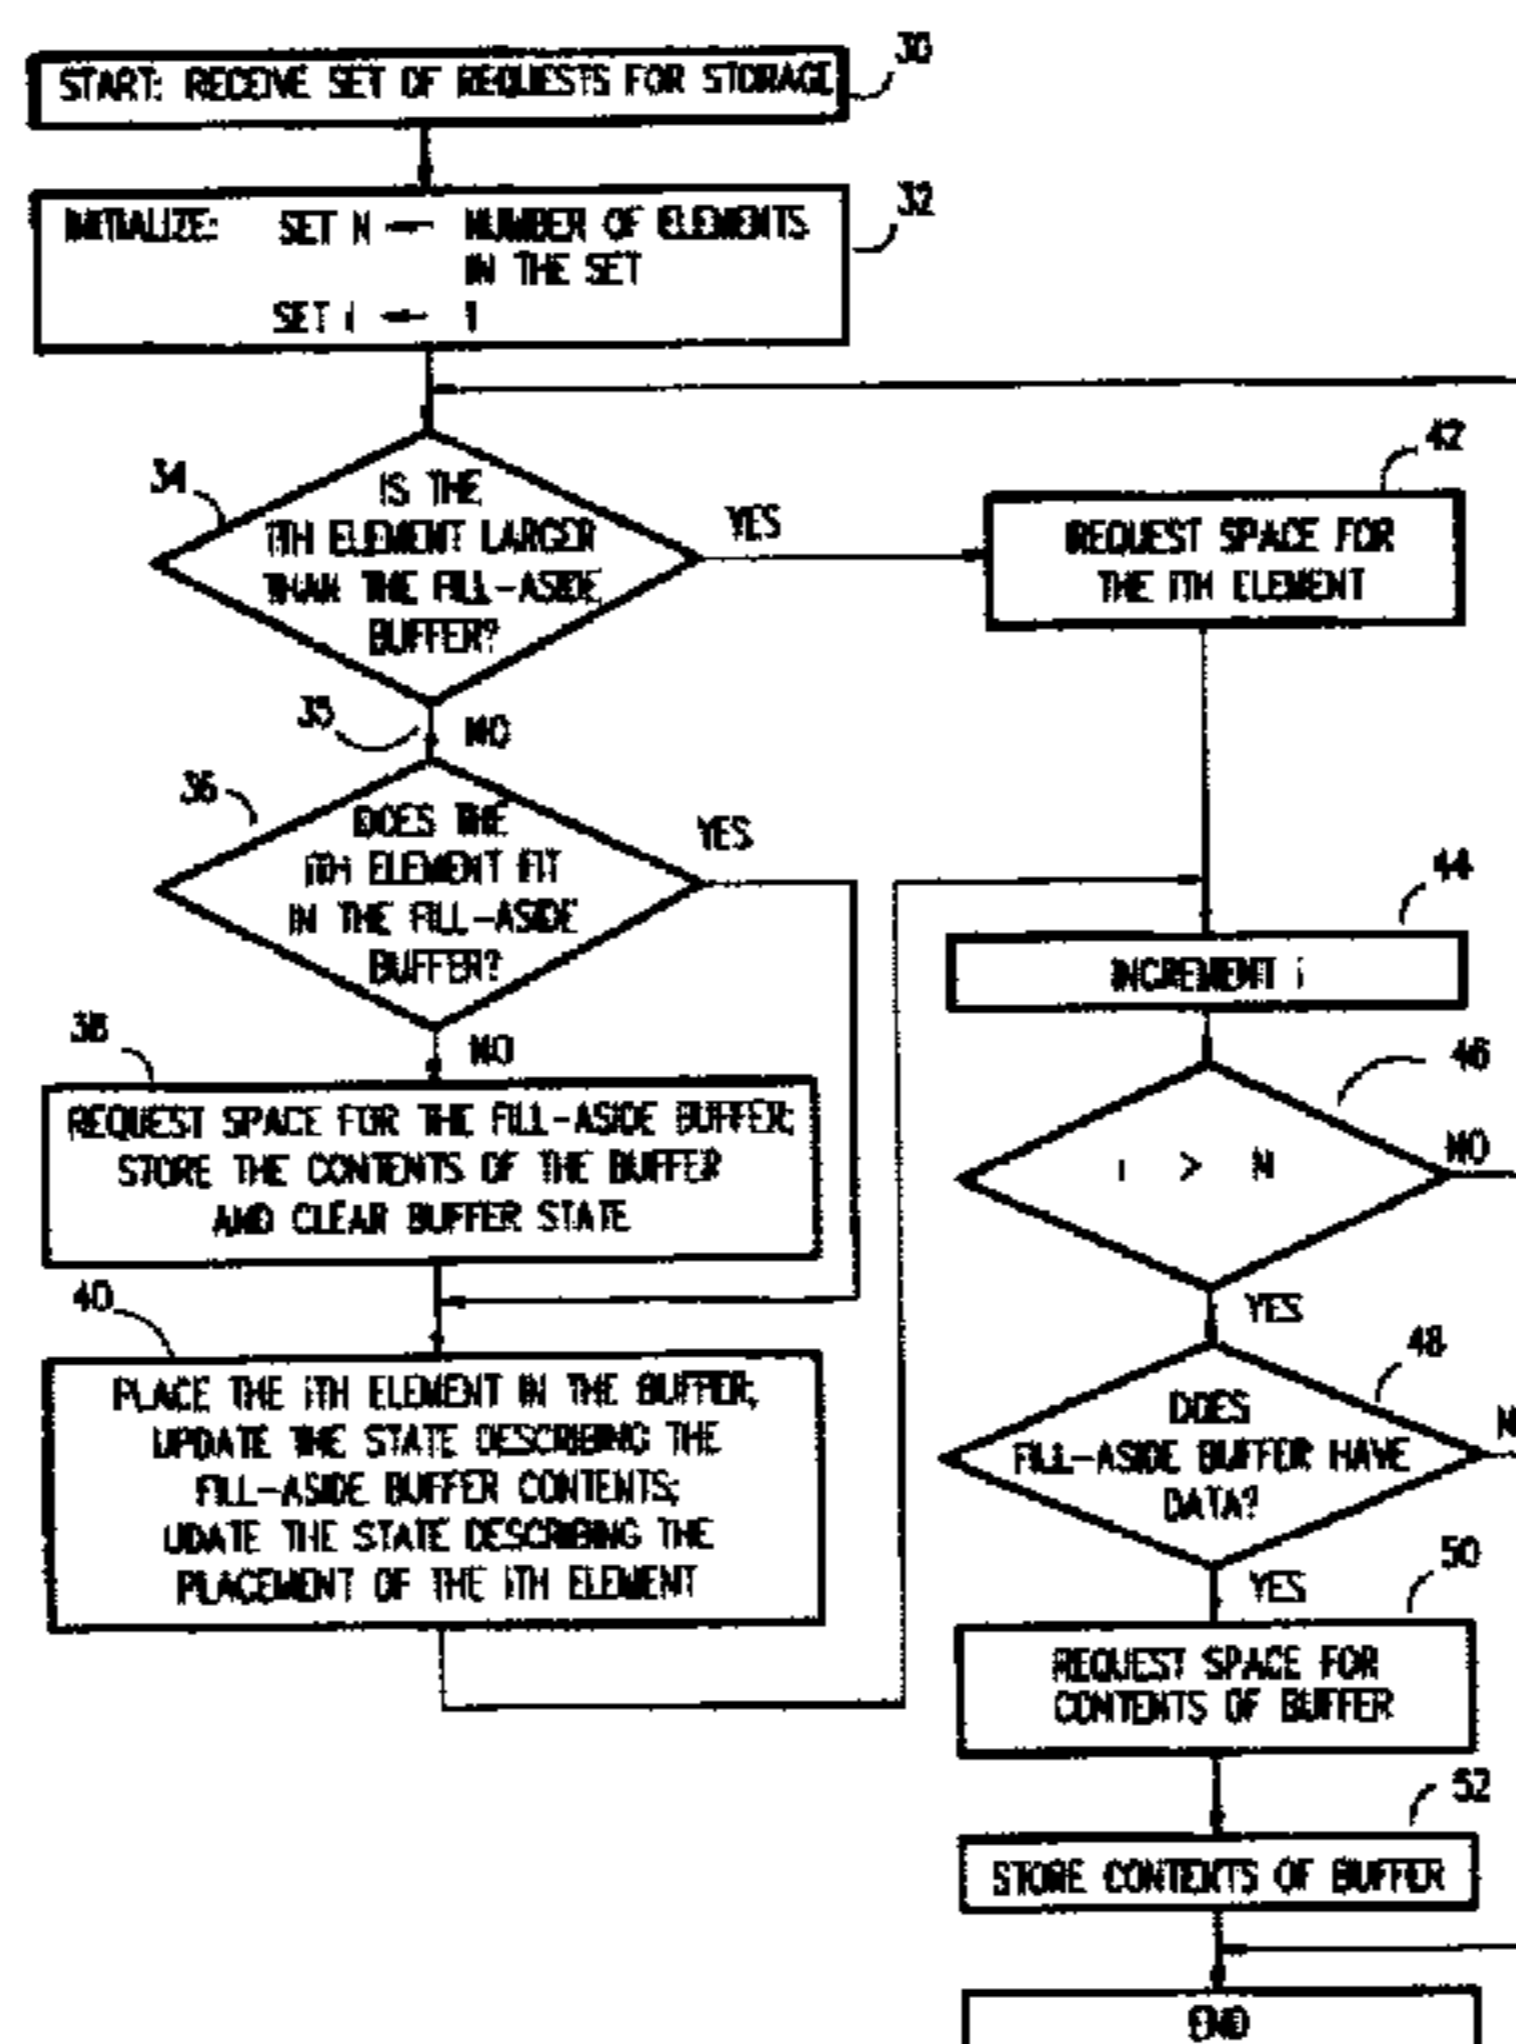 30
START: RECEIVE SET OF REQUESTS FOR STORAGE
32
INITIALIZE: SET N ← NUMBER OF ELEMENTS
IN THE SET
SET i ← 1
34
IS THE
iTH ELEMENT LARGER
THAN THE FILL-ASIDE
BUFFER?
YES
42
REQUEST SPACE FOR
THE iTH ELEMENT
35
NO
36
DOES THE
iTH ELEMENT FIT
IN THE FILL-ASIDE
BUFFER?
YES
NO
38
REQUEST SPACE FOR THE FILL-ASIDE BUFFER;
STORE THE CONTENTS OF THE BUFFER
AND CLEAR BUFFER STATE
40
PLACE THE iTH ELEMENT IN THE BUFFER;
UPDATE THE STATE DESCRIBING THE
FILL-ASIDE BUFFER CONTENTS;
UDATE THE STATE DESCRIBING THE
PLACEMENT OF THE iTH ELEMENT
44
INCREMENT i
46
i > N
NO
YES
48
DOES
FILL-ASIDE BUFFER HAVE
DATA?
N
YES
50
REQUEST SPACE FOR
CONTENTS OF BUFFER
52
STORE CONTENTS OF BUFFER
END